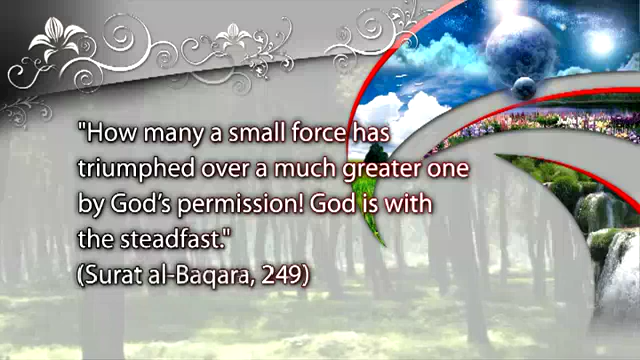 "How many a small force has
triumphed over a much greater one
by God's permission! God is with
the steadfast."
(Surat al-Baqara, 249)